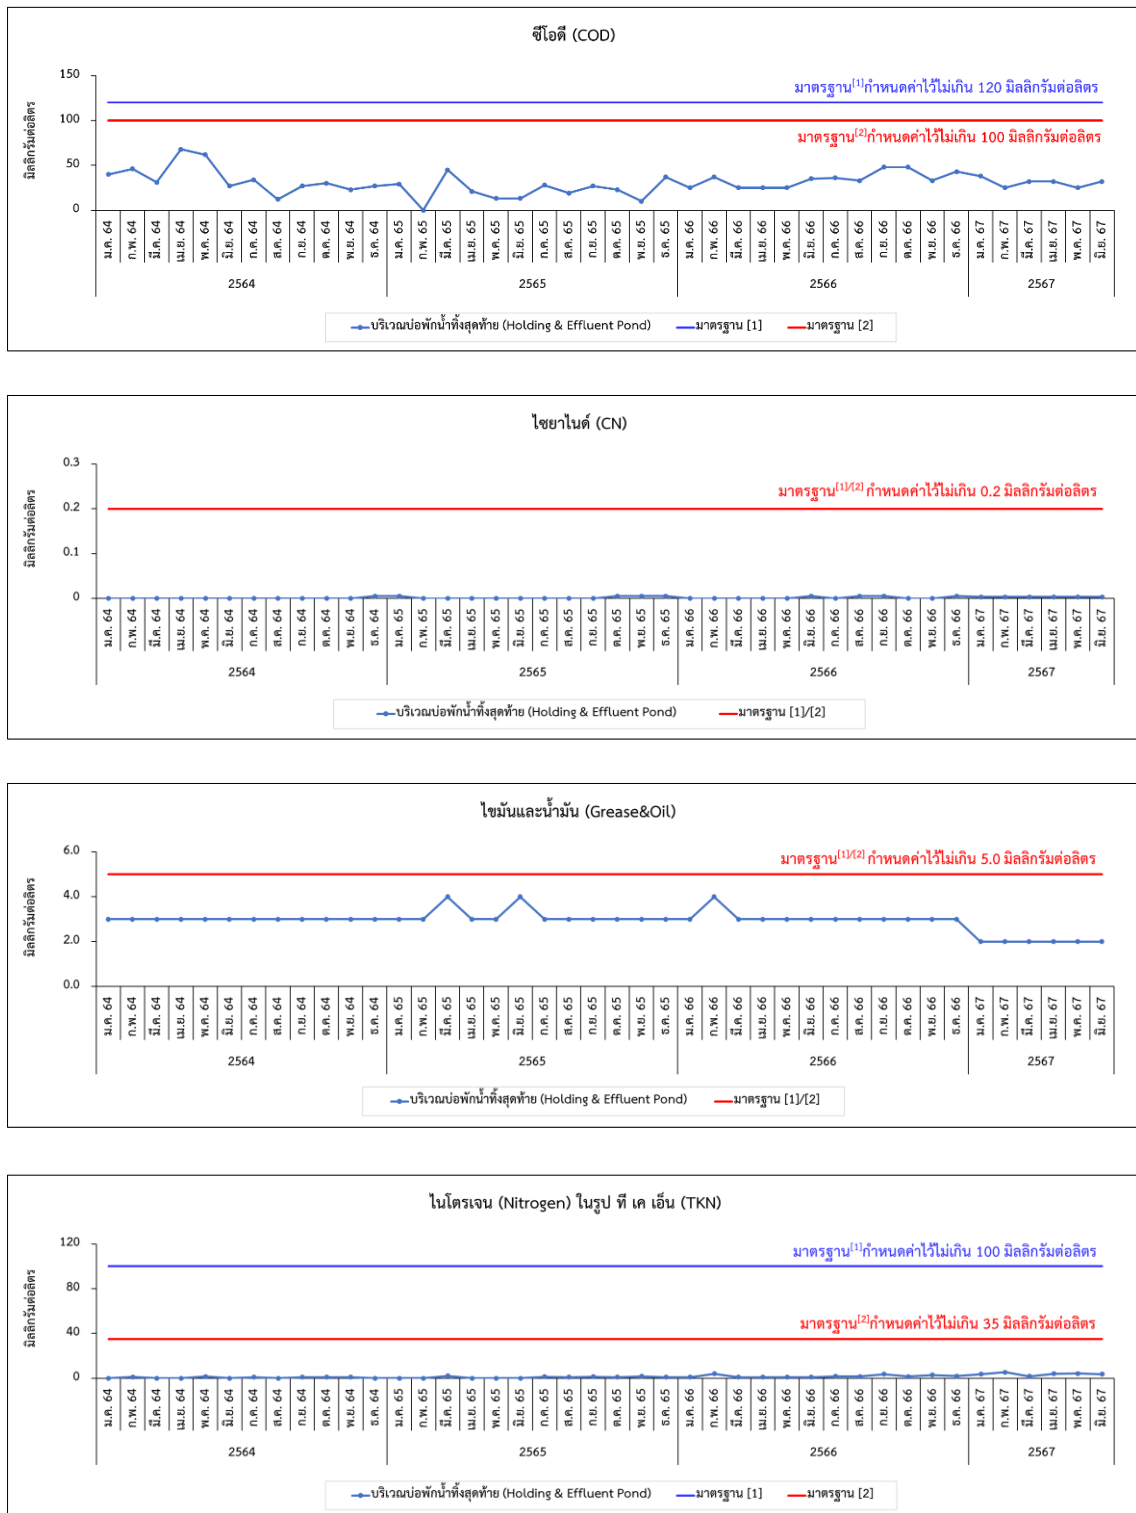 ซีโอดี (COD)
มิลลิกรัมต่อลิตร
150
100
50
0
มาตรฐาน[1]กำหนดค่าไว้ไม่เกิน 120 มิลลิกรัมต่อลิตร
มาตรฐาน[2]กำหนดค่าไว้ไม่เกิน 100 มิลลิกรัมต่อลิตร
ม.ค. 64 ก.พ. 64 มี.ค. 64 เม.ย. 64 พ.ค. 64 มิ.ย. 64 ก.ค. 64 ส.ค. 64 ก.ย. 64 ต.ค. 64 พ.ย. 64 ธ.ค. 64 ม.ค. 65 ก.พ. 65 มี.ค. 65 เม.ย. 65 พ.ค. 65 มิ.ย. 65 ก.ค. 65 ส.ค. 65 ก.ย. 65 ต.ค. 65 พ.ย. 65 ธ.ค. 65 ม.ค. 66 ก.พ. 66 มี.ค. 66 เม.ย. 66 พ.ค. 66 มิ.ย. 66 ก.ค. 66 ส.ค. 66 ก.ย. 66 ต.ค. 66 พ.ย. 66 ธ.ค. 66 ม.ค. 67 ก.พ. 67 มี.ค. 67 เม.ย. 67 พ.ค. 67 มิ.ย. 67
2564 2565 2566 2567
บริเวณบ่อพักน้ำทิ้งสุดท้าย (Holding & Effluent Pond) มาตรฐาน [1] มาตรฐาน [2]
ไซยาไนด์ (CN)
มิลลิกรัมต่อลิตร
0.3
0.2
0.1
0
มาตรฐาน[1]/[2] กำหนดค่าไว้ไม่เกิน 0.2 มิลลิกรัมต่อลิตร
ม.ค. 64 ก.พ. 64 มี.ค. 64 เม.ย. 64 พ.ค. 64 มิ.ย. 64 ก.ค. 64 ส.ค. 64 ก.ย. 64 ต.ค. 64 พ.ย. 64 ธ.ค. 64 ม.ค. 65 ก.พ. 65 มี.ค. 65 เม.ย. 65 พ.ค. 65 มิ.ย. 65 ก.ค. 65 ส.ค. 65 ก.ย. 65 ต.ค. 65 พ.ย. 65 ธ.ค. 65 ม.ค. 66 ก.พ. 66 มี.ค. 66 เม.ย. 66 พ.ค. 66 มิ.ย. 66 ก.ค. 66 ส.ค. 66 ก.ย. 66 ต.ค. 66 พ.ย. 66 ธ.ค. 66 ม.ค. 67 ก.พ. 67 มี.ค. 67 เม.ย. 67 พ.ค. 67 มิ.ย. 67
2564 2565 2566 2567
บริเวณบ่อพักน้ำทิ้งสุดท้าย (Holding & Effluent Pond) มาตรฐาน [1]/[2]
ไขมันและน้ำมัน (Grease&Oil)
มิลลิกรัมต่อลิตร
6.0
4.0
2.0
0.0
มาตรฐาน[1]/[2] กำหนดค่าไว้ไม่เกิน 5.0 มิลลิกรัมต่อลิตร
ม.ค. 64 ก.พ. 64 มี.ค. 64 เม.ย. 64 พ.ค. 64 มิ.ย. 64 ก.ค. 64 ส.ค. 64 ก.ย. 64 ต.ค. 64 พ.ย. 64 ธ.ค. 64 ม.ค. 65 ก.พ. 65 มี.ค. 65 เม.ย. 65 พ.ค. 65 มิ.ย. 65 ก.ค. 65 ส.ค. 65 ก.ย. 65 ต.ค. 65 พ.ย. 65 ธ.ค. 65 ม.ค. 66 ก.พ. 66 มี.ค. 66 เม.ย. 66 พ.ค. 66 มิ.ย. 66 ก.ค. 66 ส.ค. 66 ก.ย. 66 ต.ค. 66 พ.ย. 66 ธ.ค. 66 ม.ค. 67 ก.พ. 67 มี.ค. 67 เม.ย. 67 พ.ค. 67 มิ.ย. 67
2564 2565 2566 2567
บริเวณบ่อพักน้ำทิ้งสุดท้าย (Holding & Effluent Pond) มาตรฐาน [1]/[2]
ไนโตรเจน (Nitrogen) ในรูป ที เค เอ็น (TKN)
มิลลิกรัมต่อลิตร
120
80
40
0
มาตรฐาน[1]กำหนดค่าไว้ไม่เกิน 100 มิลลิกรัมต่อลิตร
มาตรฐาน[2]กำหนดค่าไว้ไม่เกิน 35 มิลลิกรัมต่อลิตร
ม.ค. 64 ก.พ. 64 มี.ค. 64 เม.ย. 64 พ.ค. 64 มิ.ย. 64 ก.ค. 64 ส.ค. 64 ก.ย. 64 ต.ค. 64 พ.ย. 64 ธ.ค. 64 ม.ค. 65 ก.พ. 65 มี.ค. 65 เม.ย. 65 พ.ค. 65 มิ.ย. 65 ก.ค. 65 ส.ค. 65 ก.ย. 65 ต.ค. 65 พ.ย. 65 ธ.ค. 65 ม.ค. 66 ก.พ. 66 มี.ค. 66 เม.ย. 66 พ.ค. 66 มิ.ย. 66 ก.ค. 66 ส.ค. 66 ก.ย. 66 ต.ค. 66 พ.ย. 66 ธ.ค. 66 ม.ค. 67 ก.พ. 67 มี.ค. 67 เม.ย. 67 พ.ค. 67 มิ.ย. 67
2564 2565 2566 2567
บริเวณบ่อพักน้ำทิ้งสุดท้าย (Holding & Effluent Pond) มาตรฐาน [1] มาตรฐาน [2]